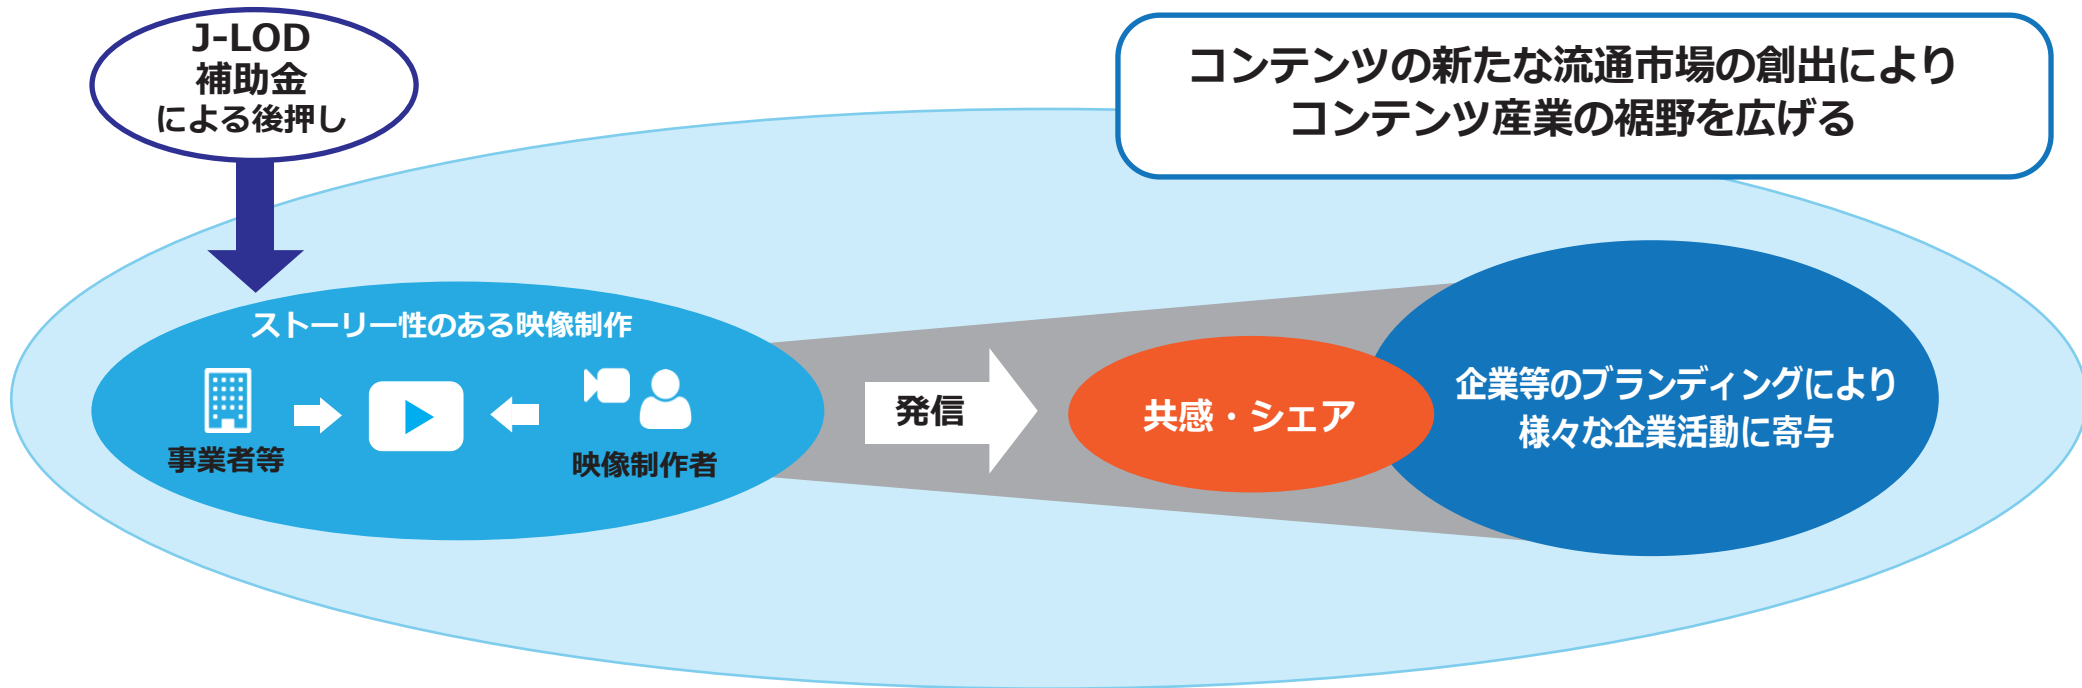 J-LOD
補助金
による後押し
コンテンツの新たな流通市場の創出により
コンテンツ産業の裾野を広げる
ストーリー性のある映像制作
事業者等
映像制作者
発信
共感・シェア
企業等のブランディングにより
様々な企業活動に寄与